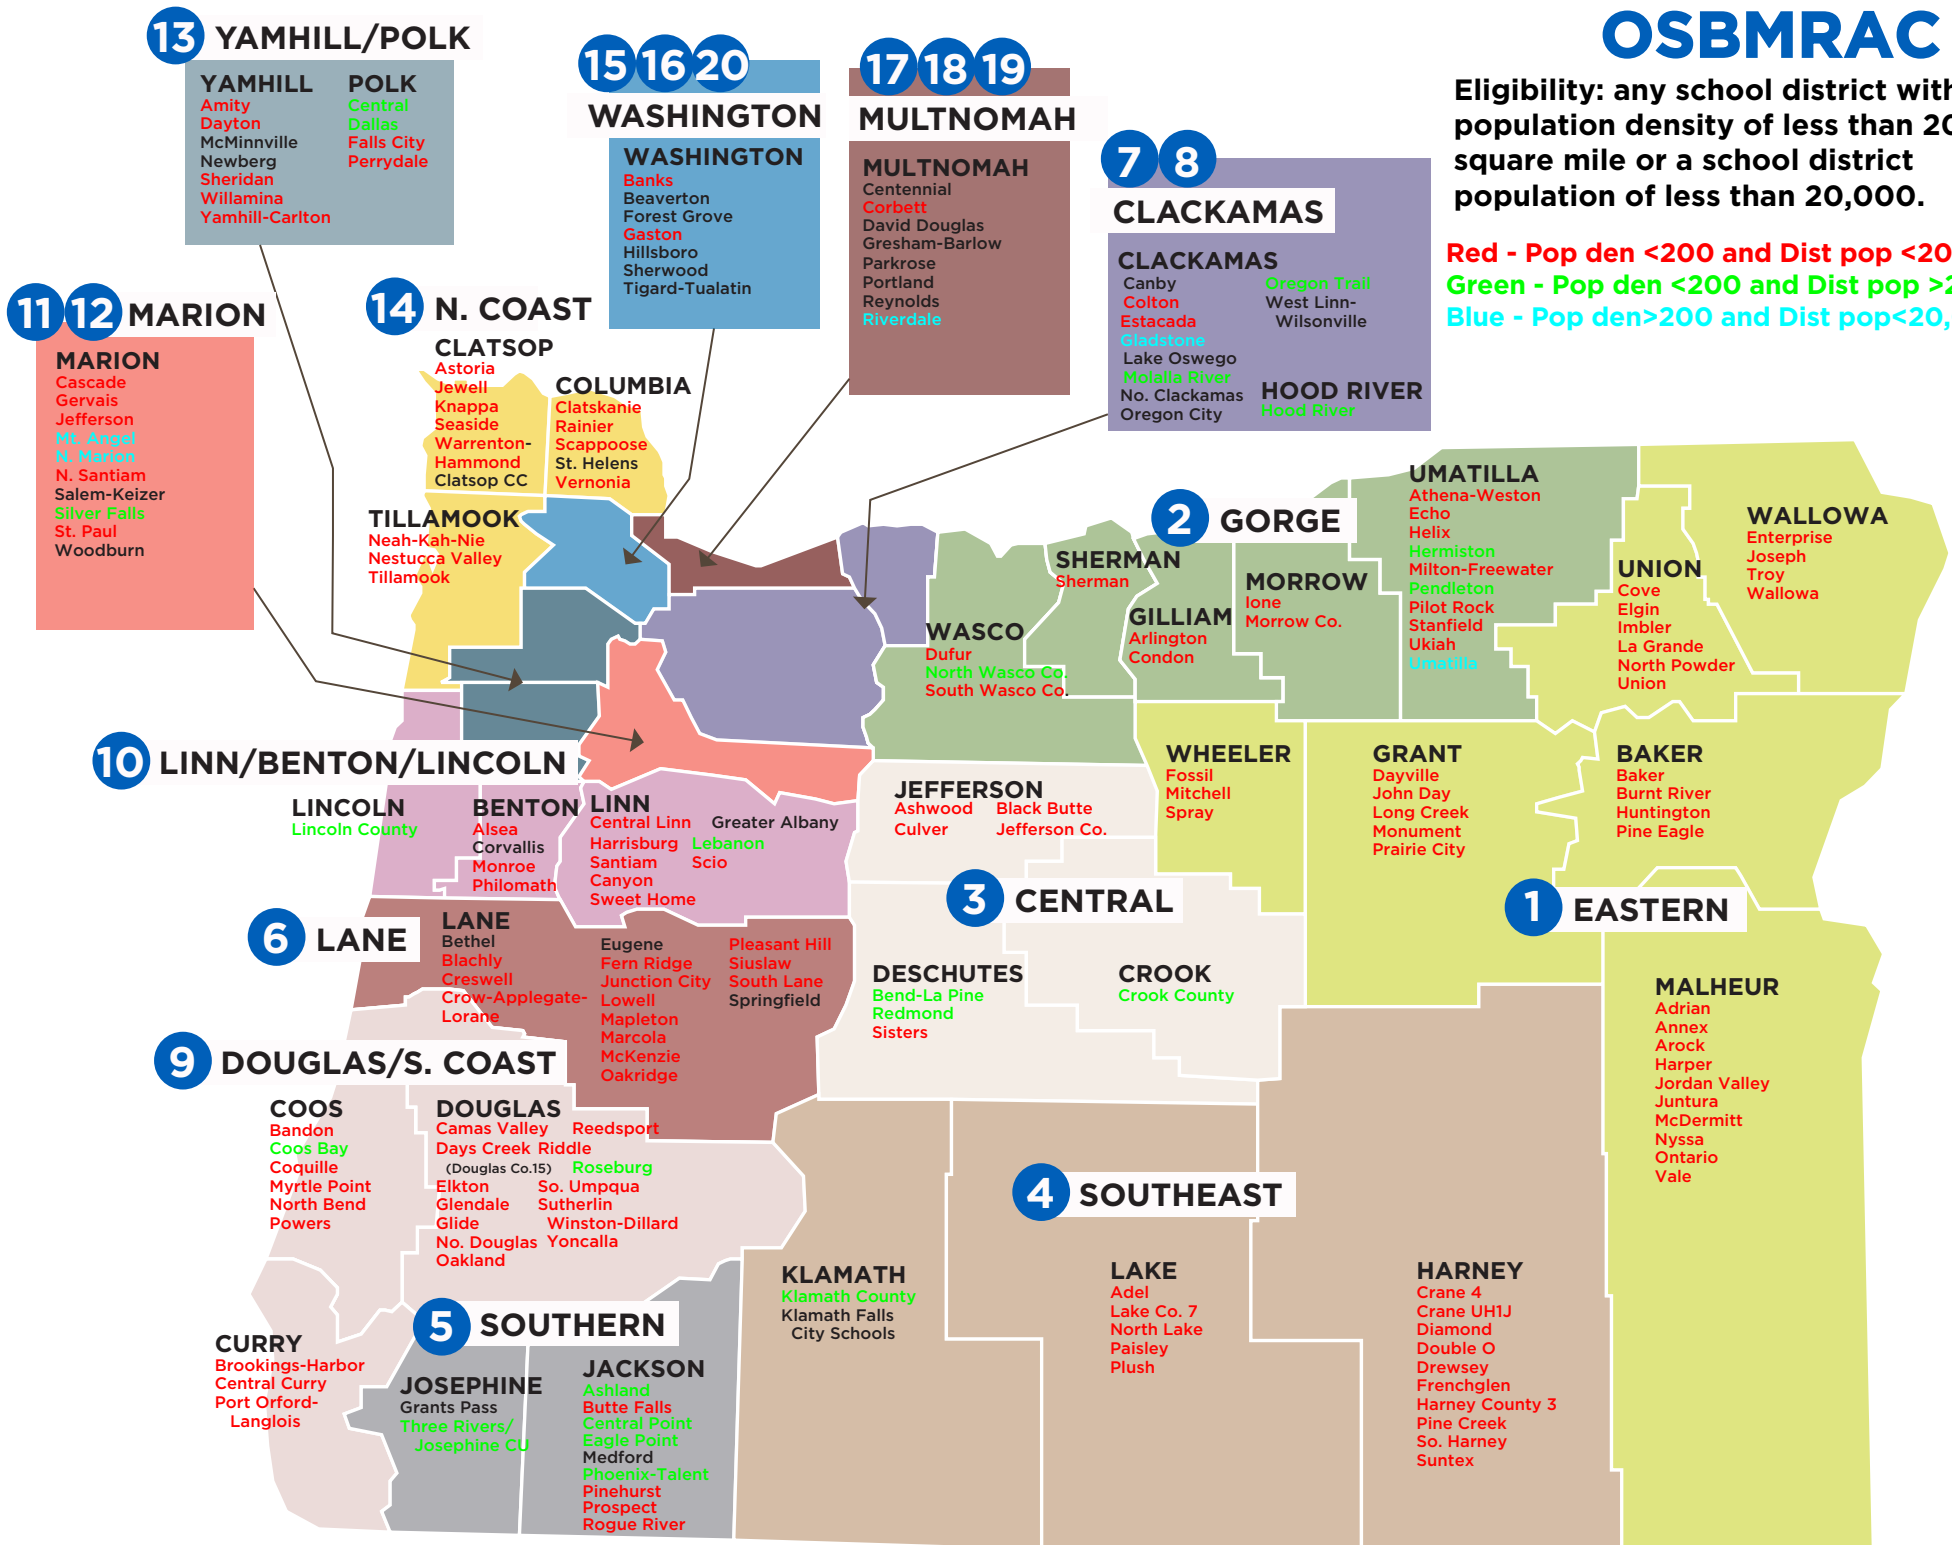 OSBMRAC
Eligibility: any school district with
population density of less than 20
square mile or a school district
population of less than 20,000.
Red - Pop den <200 and Dist pop <20
Green - Pop den <200 and Dist pop >2
Blue - Pop den>200 and Dist pop<20,
13 YAMHILL/POLK
YAMHILL
Amity
Dayton
McMinnville
Newberg
Sheridan
Willamina
Yamhill-Carlton
POLK
Central
Dallas
Falls City
Perrydale
15 16 20
WASHINGTON
WASHINGTON
Banks
Beaverton
Forest Grove
Gaston
Hillsboro
Sherwood
Tigard-Tualatin
17 18 19
MULTNOMAH
MULTNOMAH
Centennial
Corbett
David Douglas
Gresham-Barlow
Parkrose
Portland
Reynolds
Riverdale
7 8
CLACKAMAS
CLACKAMAS
Canby
Colton
Estacada
Gladstone
Lake Oswego
Molalla River
No. Clackamas
Oregon City
Oregon Trail
West Linn-
Wilsonville
HOOD RIVER
Hood River
11 12 MARION
MARION
Cascade
Gervais
Jefferson
Mt. Angel
N. Marion
N. Santiam
Salem-Keizer
Silver Falls
St. Paul
Woodburn
14 N. COAST
CLATSOP
Astoria
Jewell
Knappa
Seaside
Warrenton-
Hammond
Clatsop CC
COLUMBIA
Clatskanie
Rainier
Scappoose
St. Helens
Vernonia
TILLAMOOK
Neah-Kah-Nie
Nestucca Valley
Tillamook
2 GORGE
SHERMAN
Sherman
WASCO
Dufur
North Wasco Co.
South Wasco Co.
GILLIAM
Arlington
Condon
MORROW
Ione
Morrow Co.
UMATILLA
Athena-Weston
Echo
Helix
Hermiston
Milton-Freewater
Pendleton
Pilot Rock
Stanfield
Ukiah
Umatilla
UNION
Cove
Elgin
Imbler
La Grande
North Powder
Union
WALLOWA
Enterprise
Joseph
Troy
Wallowa
10 LINN/BENTON/LINCOLN
LINCOLN
Lincoln County
BENTON
Alsea
Corvallis
Monroe
Philomath
LINN
Central Linn
Harrisburg
Santiam
Canyon
Sweet Home
Greater Albany
Lebanon
Scio
JEFFERSON
Ashwood
Culver
Black Butte
Jefferson Co.
WHEELER
Fossil
Mitchell
Spray
GRANT
Dayville
John Day
Long Creek
Monument
Prairie City
BAKER
Baker
Burnt River
Huntington
Pine Eagle
3 CENTRAL
1 EASTERN
6 LANE
LANE
Bethel
Blachly
Creswell
Crow-Applegate-
Lorane
Eugene
Fern Ridge
Junction City
Lowell
Mapleton
Marcola
McKenzie
Oakridge
Pleasant Hill
Siuslaw
South Lane
Springfield
DESCHUTES
Bend-La Pine
Redmond
Sisters
CROOK
Crook County
MALHEUR
Adrian
Annex
Arock
Harper
Jordan Valley
Juntura
McDermitt
Nyssa
Ontario
Vale
9 DOUGLAS/S. COAST
COOS
Bandon
Coos Bay
Coquille
Myrtle Point
North Bend
Powers
DOUGLAS
Camas Valley Reedsport
Days Creek Riddle
(Douglas Co.15) Roseburg
Elkton So. Umpqua
Glendale Sutherlin
Glide Winston-Dillard
No. Douglas Yoncalla
Oakland
4 SOUTHEAST
KLAMATH
Klamath County
Klamath Falls
City Schools
LAKE
Adel
Lake Co. 7
North Lake
Paisley
Plush
HARNEY
Crane 4
Crane UH1J
Diamond
Double O
Drewsey
Frenchglen
Harney County 3
Pine Creek
So. Harney
Suntex
5 SOUTHERN
CURRY
Brookings-Harbor
Central Curry
Port Orford-
Langlois
JOSEPHINE
Grants Pass
Three Rivers/
Josephine CU
JACKSON
Ashland
Butte Falls
Central Point
Eagle Point
Medford
Phoenix-Talent
Pinehurst
Prospect
Rogue River